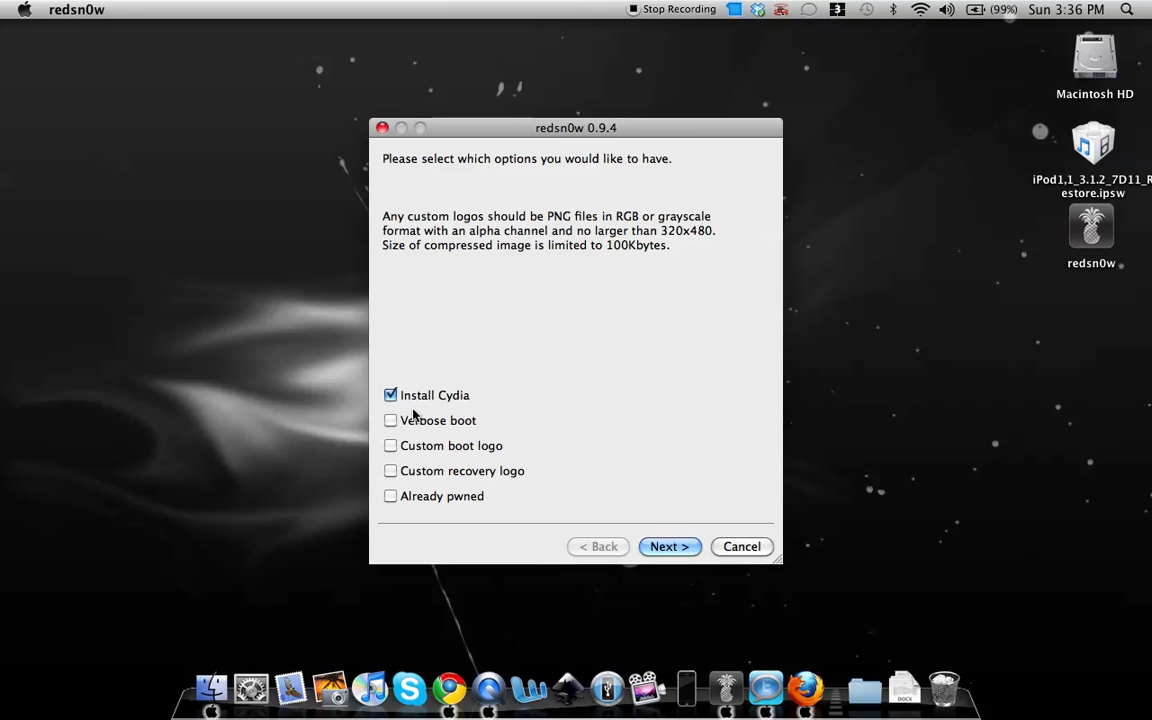 redsn0w
Stop Recording
3
(99%)
Sun 3:36 PM
Macintosh HD
iPod1,1_3.1.2_7D11_R
estore.ipsw
redsn0w
redsn0w 0.9.4
Please select which options you would like to have.
Any custom logos should be PNG files in RGB or grayscale
format with an alpha channel and no larger than 320x480.
Size of compressed image is limited to 100Kbytes.
Install Cydia
Verbose boot
Custom boot logo
Custom recovery logo
Already pwned
< Back
Next >
Cancel
DOCX